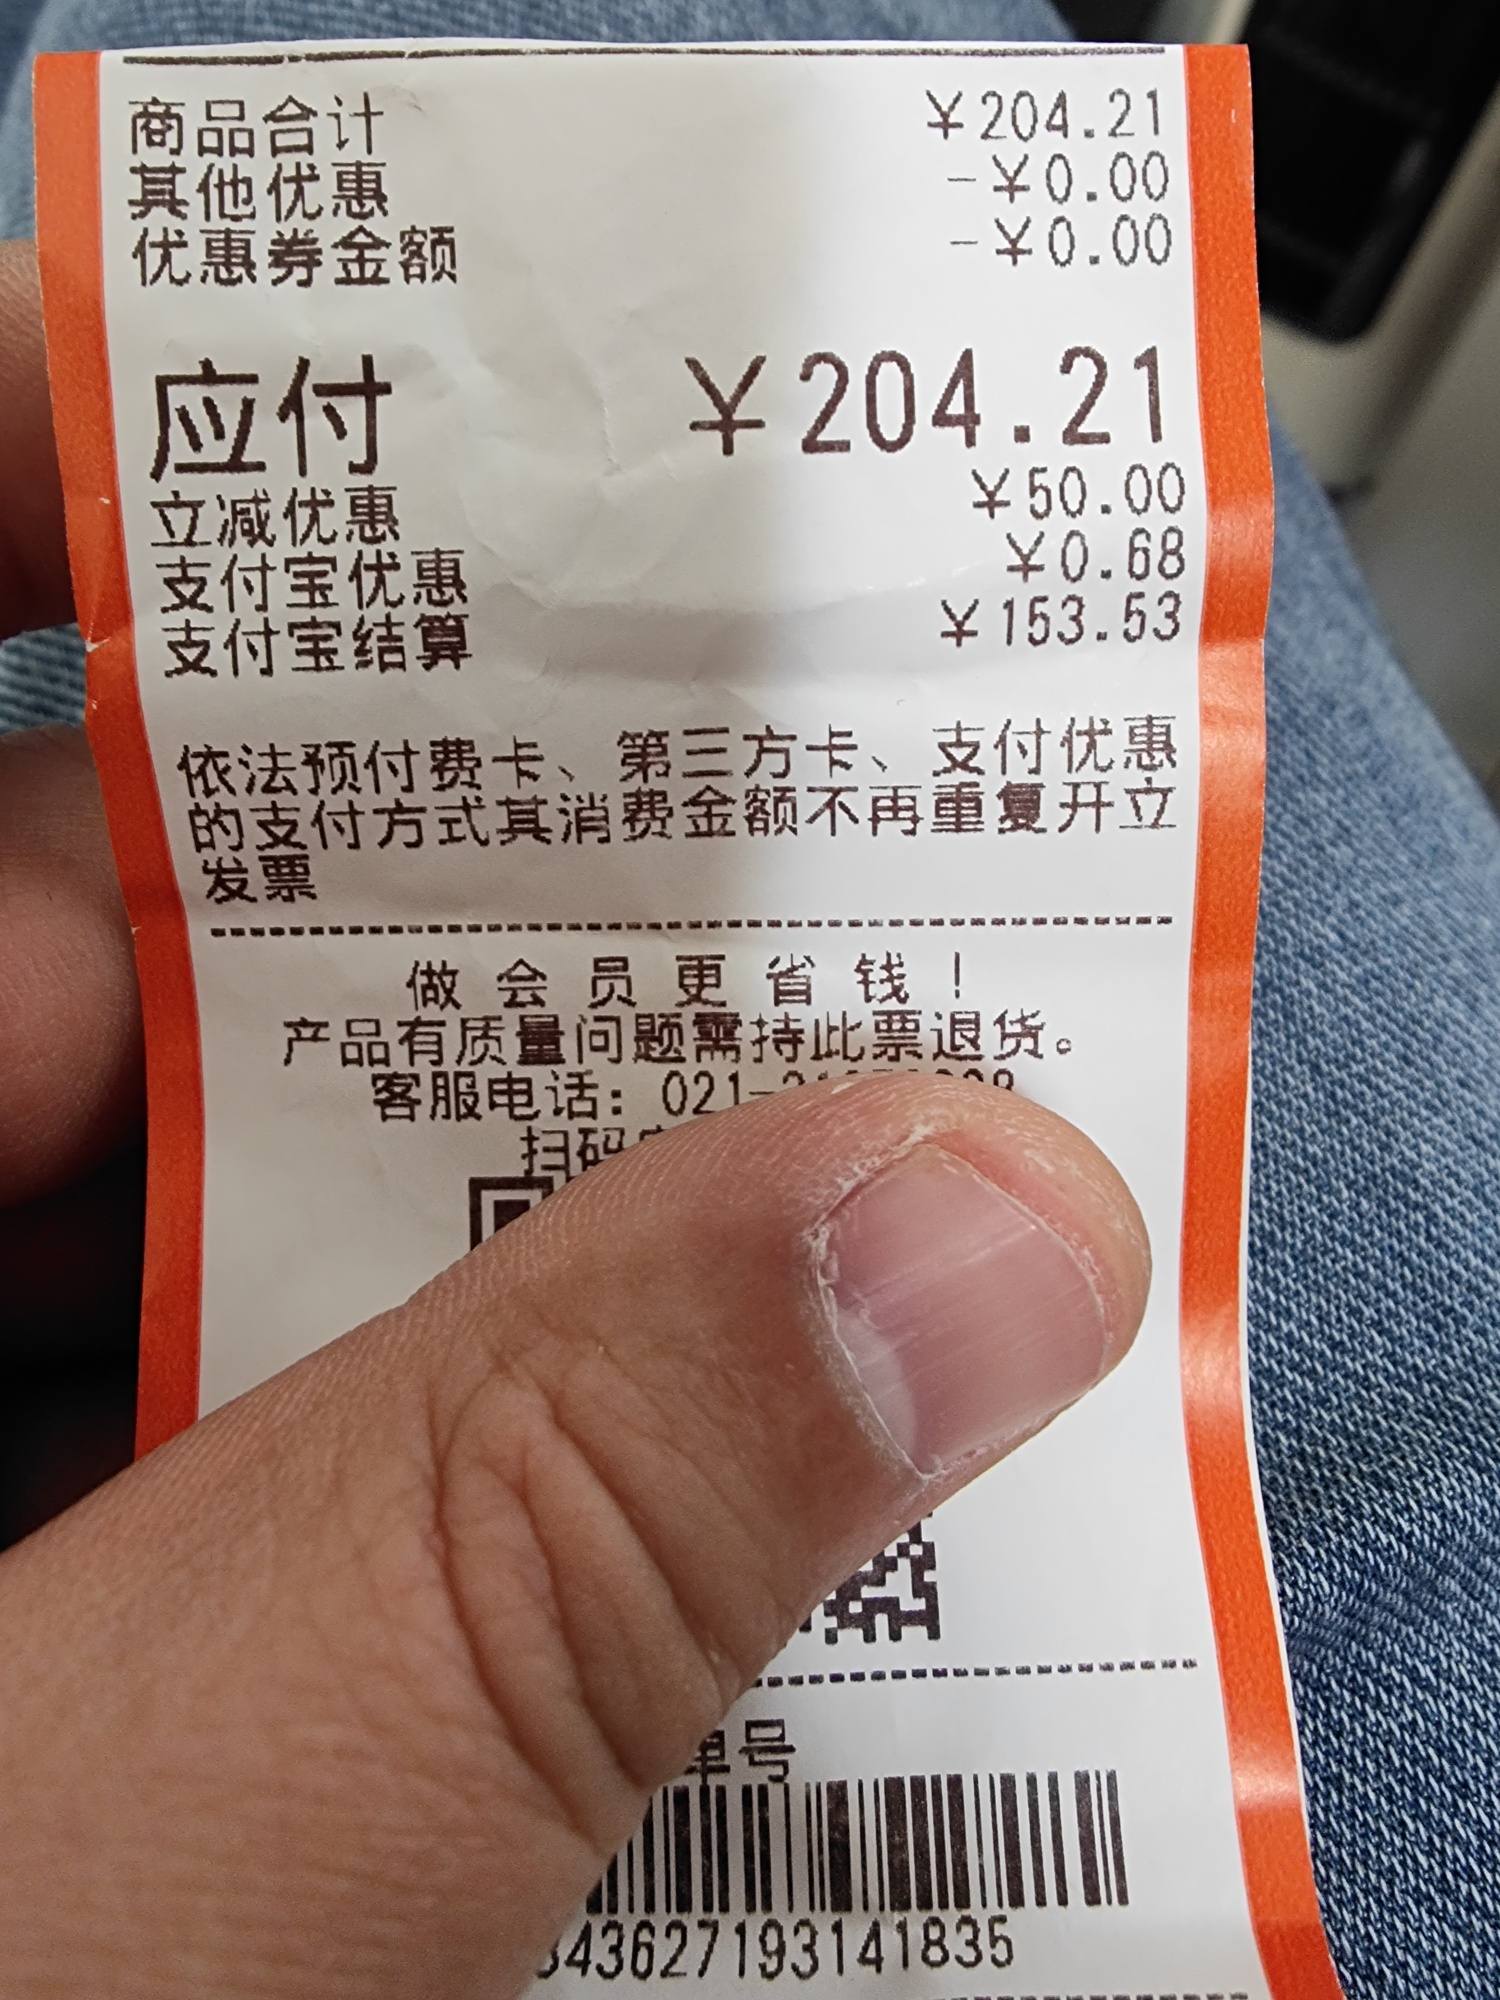 商品合计 ¥204.21
其他优惠 -¥0.00
优惠券金额 -¥0.00
应付 ¥204.21
立减优惠 ¥50.00
支付宝优惠 ¥0.68
支付宝结算 ¥153.53
依法预付费卡、第三方卡、支付优惠
的支付方式其消费金额不再重复开立
发票
做会员更省钱!
产品有质量问题需持此票退货。
客服电话: 021-
扫码
单号
43627193141835